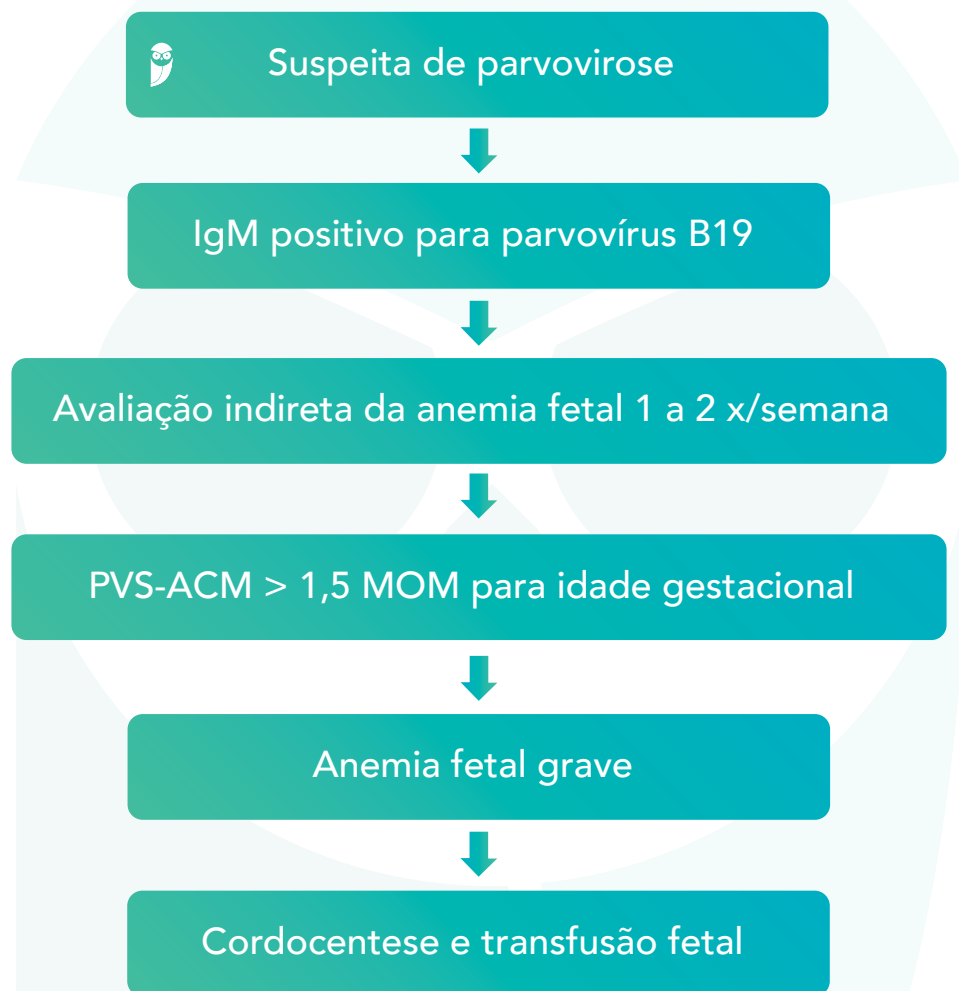 Suspeita de parvovirose
IgM positivo para parvovírus B19
Avaliação indireta da anemia fetal 1 a 2 x/semana
PVS-ACM > 1,5 MOM para idade gestacional
Anemia fetal grave
Cordocentese e transfusão fetal